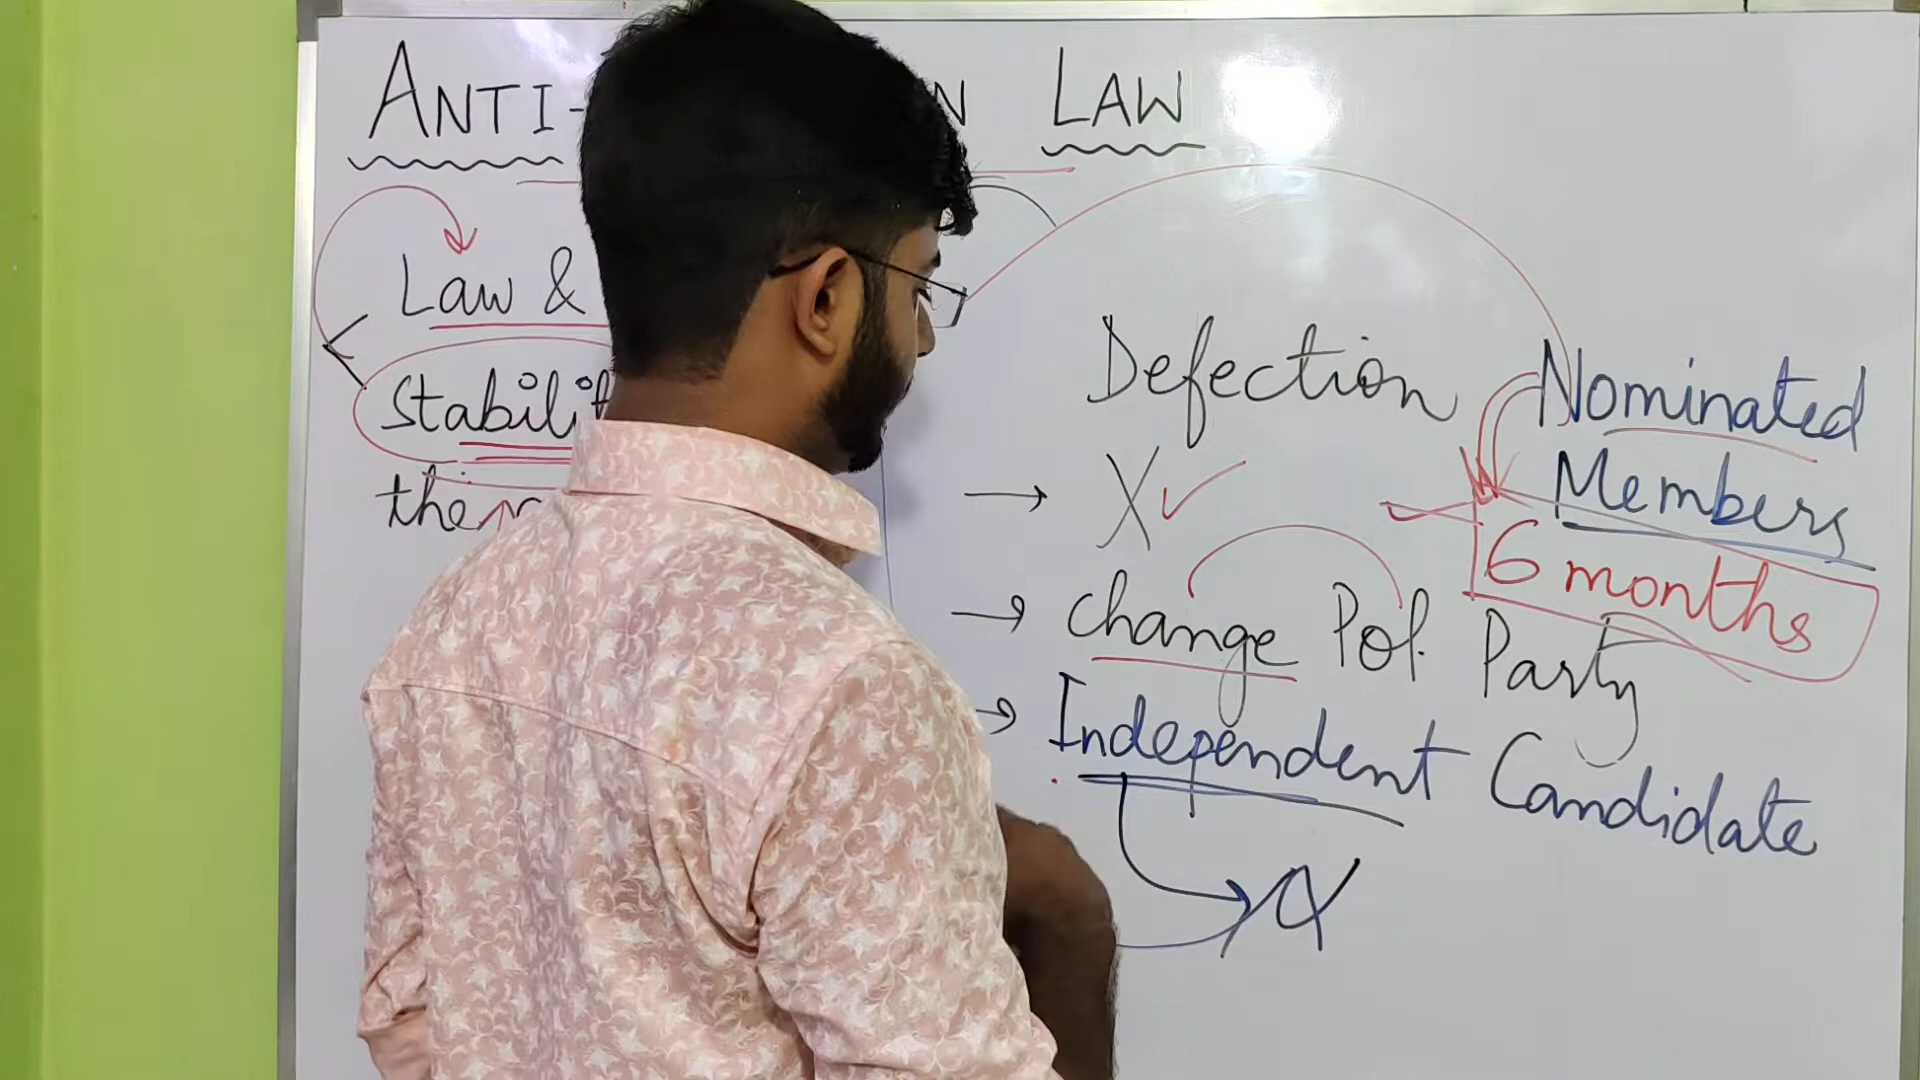 ANTI- N LAW
Law &
Stabili
the
Defection
X ✓
→ change Pol. Party
→ Independent Candidate
X
Nominated
Members
6 months